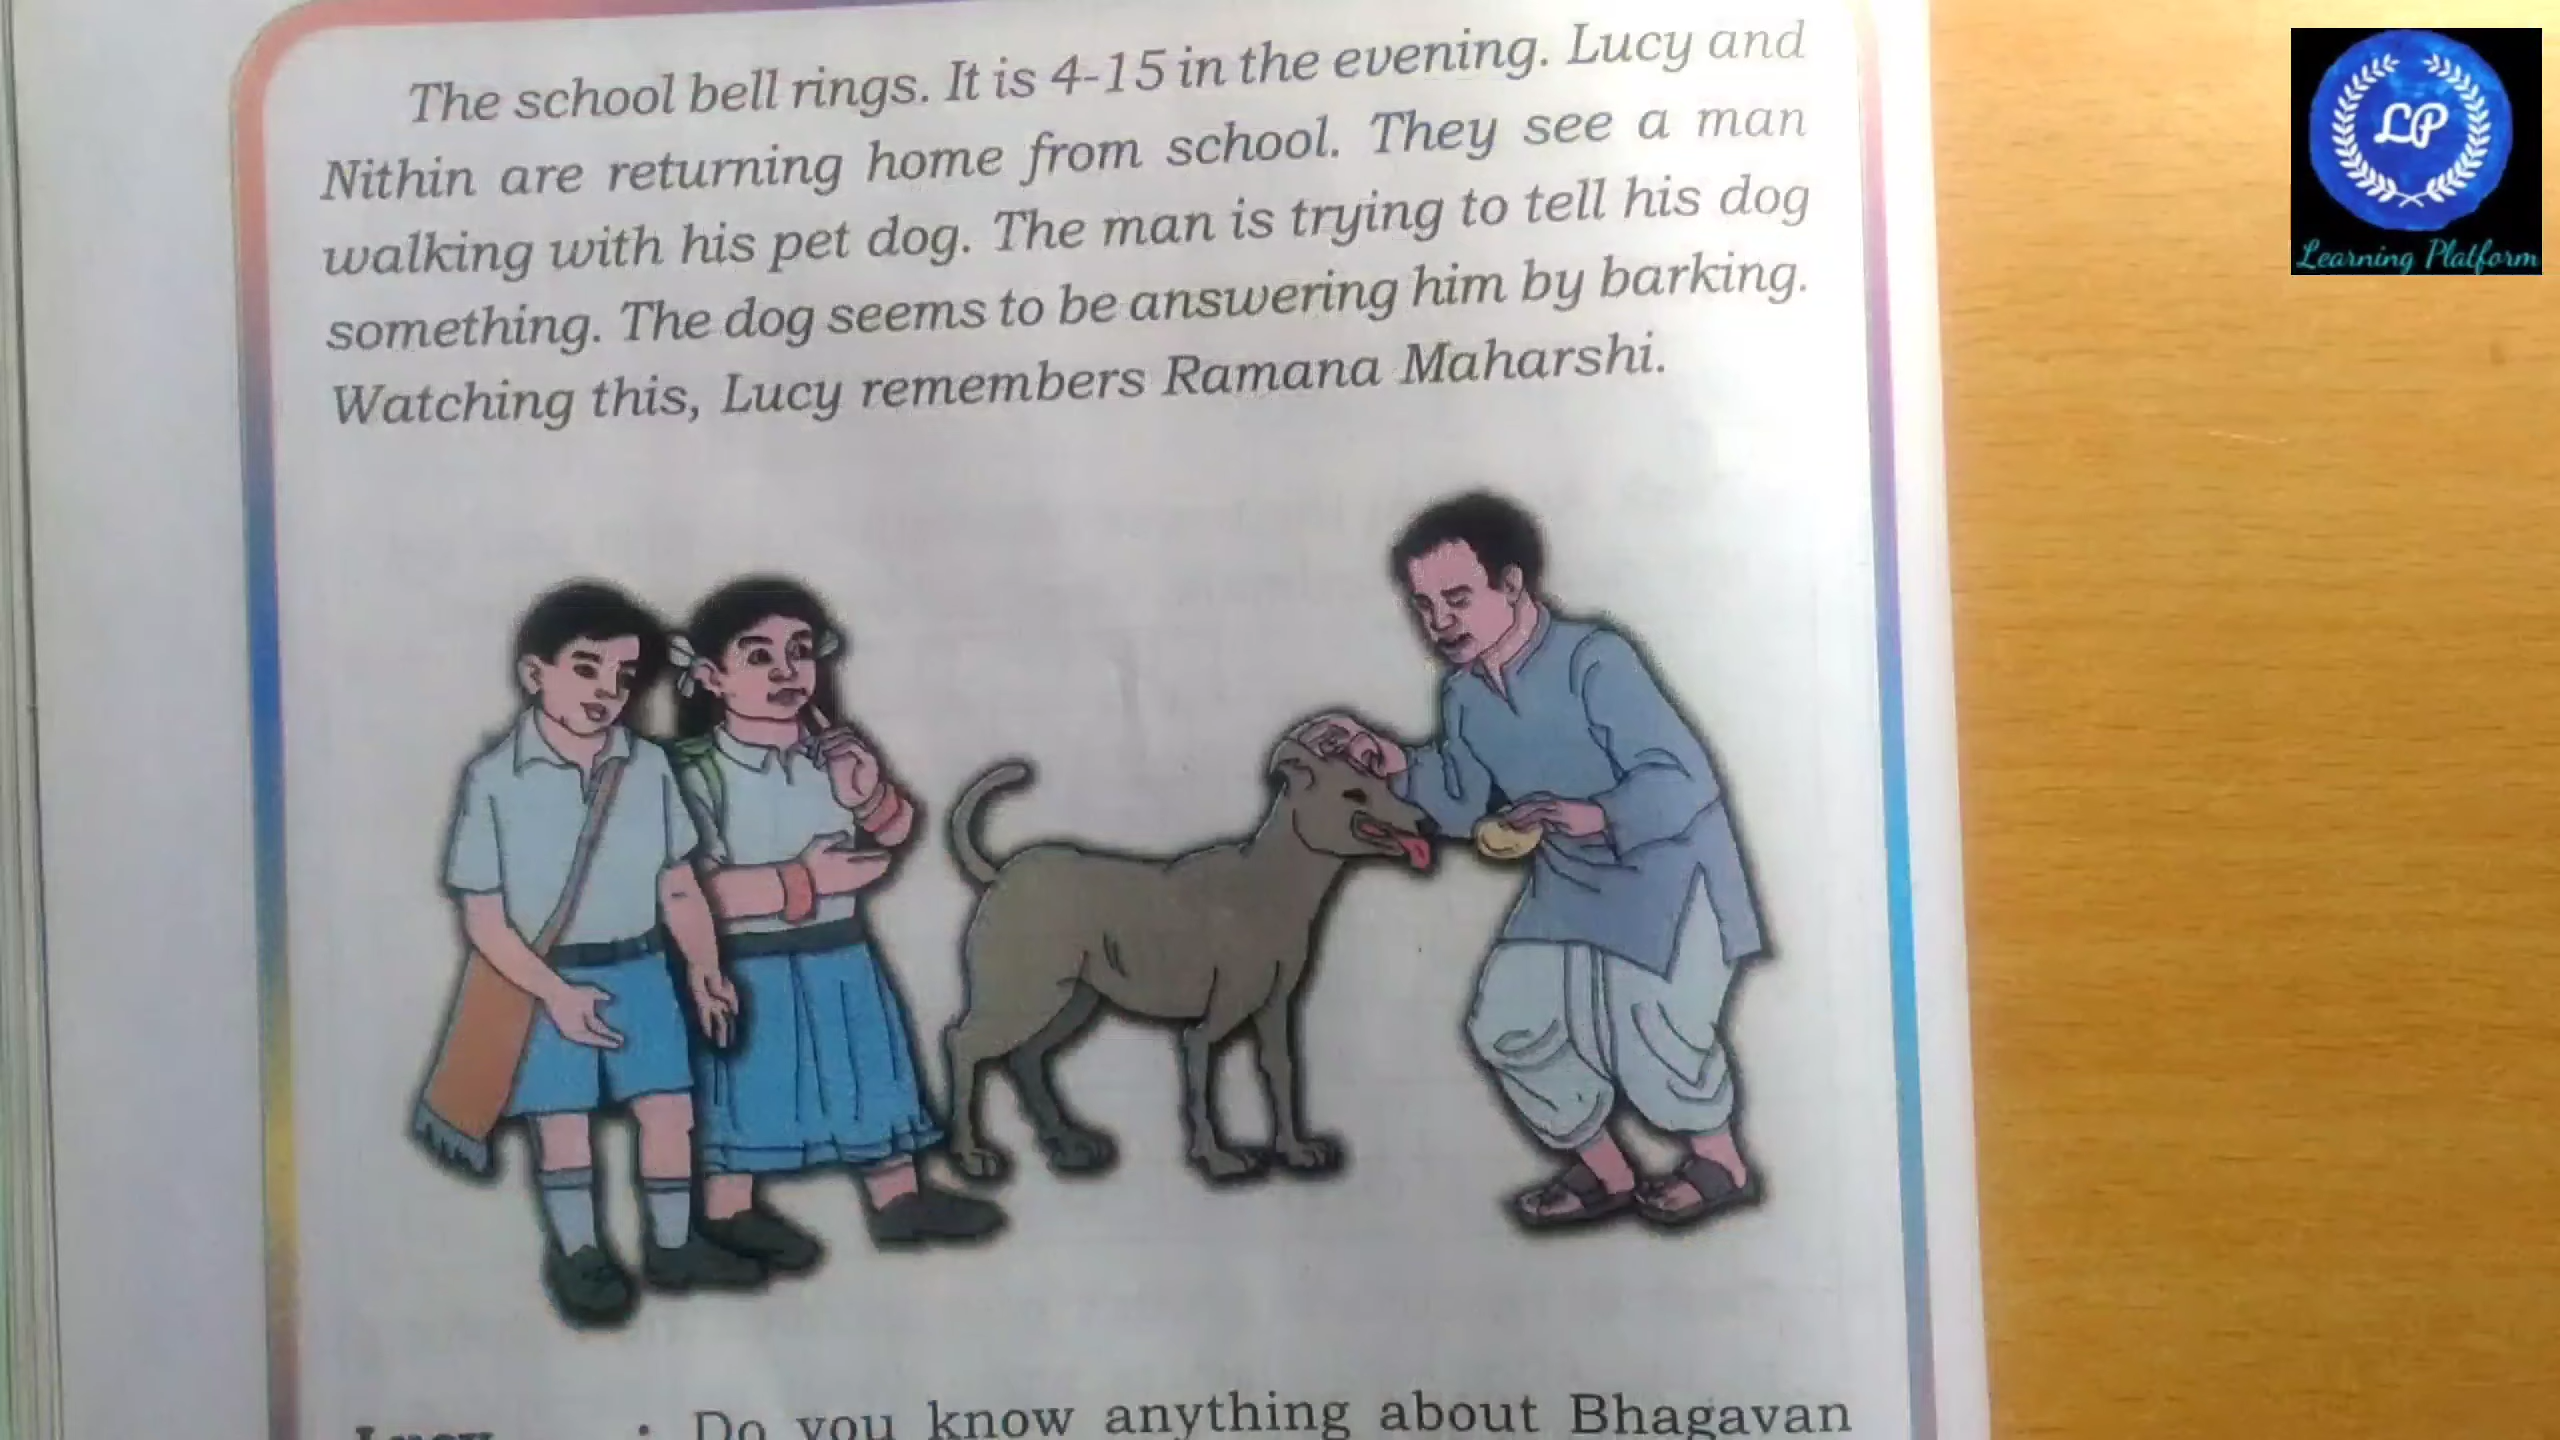 The school bell rings. It is 4-15 in the evening. Lucy and
Nithin are returning home from school. They see a man
walking with his pet dog. The man is trying to tell his dog
something. The dog seems to be answering him by barking.
Watching this, Lucy remembers Ramana Maharshi.
Lucy : Do you know anything about Bhagavan
LP
Learning Platform